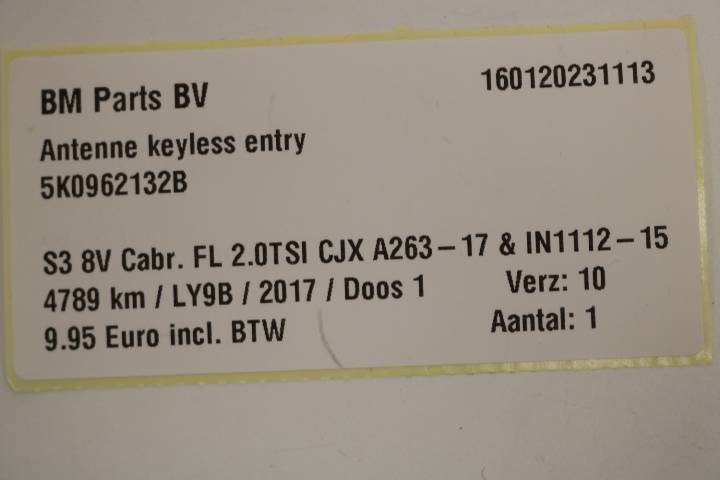 BM Parts BV 160120231113
Antenne keyless entry
5K0962132B
S3 8V Cabr. FL 2.0TSI CJX A263-17 & IN1112-15
4789 km / LY9B / 2017 / Doos 1 Verz: 10
9.95 Euro incl. BTW Aantal: 1